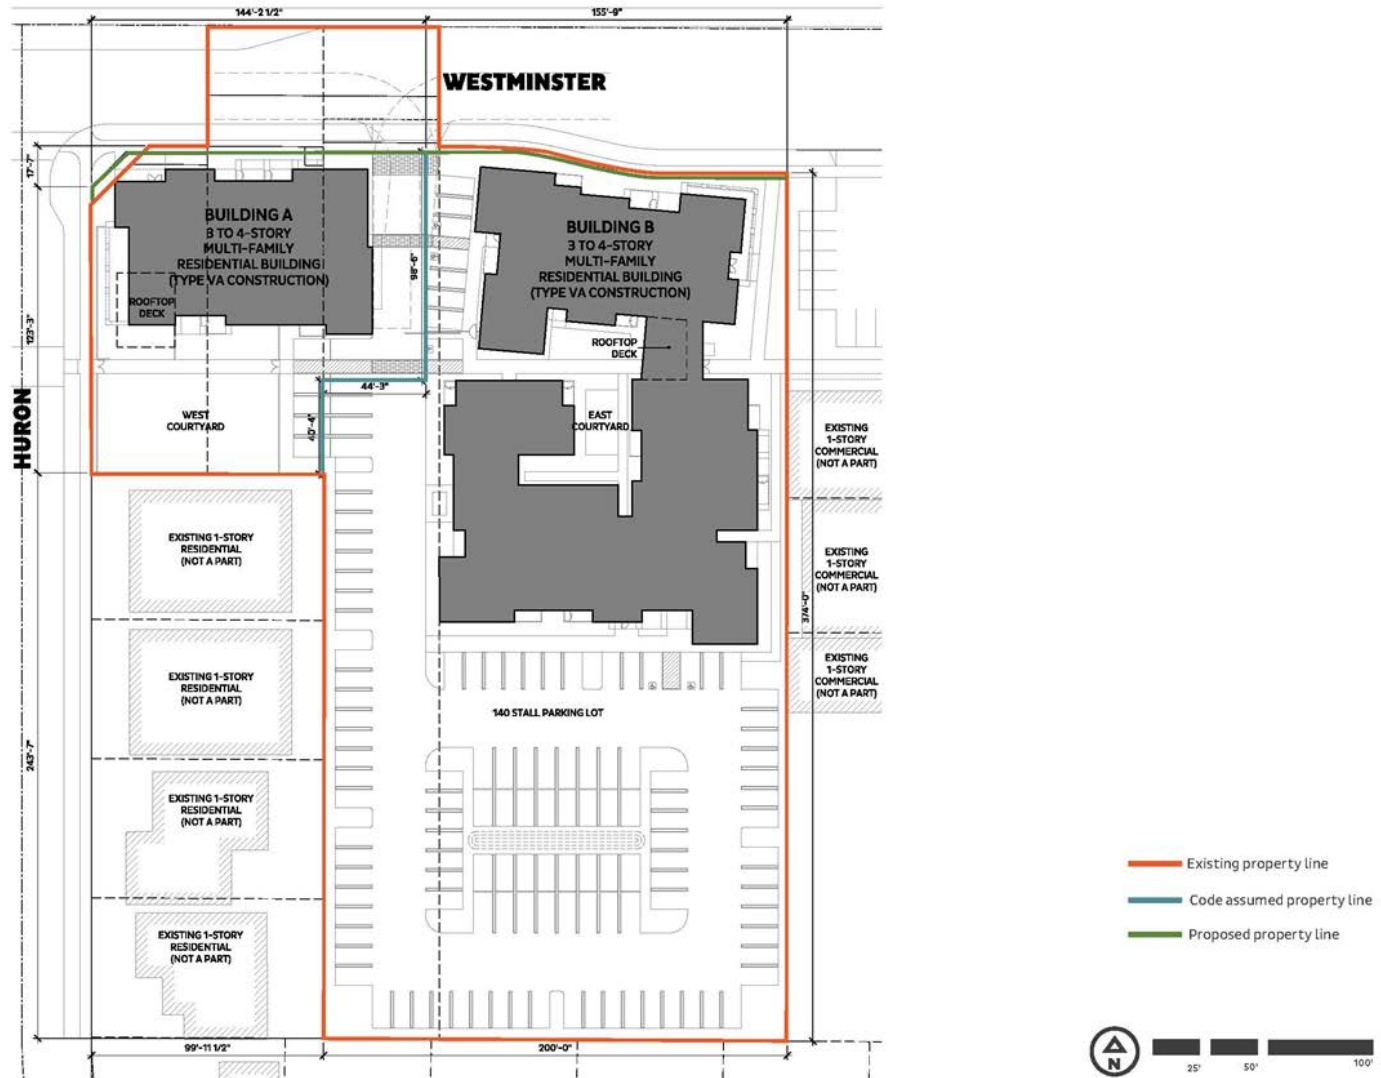 144'-2 1/2"
155'-9"
WESTMINSTER
17'-7"
BUILDING A
3 TO 4-STORY
MULTI-FAMILY
RESIDENTIAL BUILDING
(TYPE VA CONSTRUCTION)
ROOFTOP
DECK
98'-6"
BUILDING B
3 TO 4-STORY
MULTI-FAMILY
RESIDENTIAL BUILDING
(TYPE VA CONSTRUCTION)
ROOFTOP
DECK
123'-3"
HURON
44'-3"
40'-4"
WEST
COURTYARD
EAST
COURTYARD
EXISTING
1-STORY
COMMERCIAL
(NOT A PART)
EXISTING 1-STORY
RESIDENTIAL
(NOT A PART)
EXISTING
1-STORY
COMMERCIAL
(NOT A PART)
374'-0"
EXISTING 1-STORY
RESIDENTIAL
(NOT A PART)
EXISTING
1-STORY
COMMERCIAL
(NOT A PART)
140 STALL PARKING LOT
243'-7"
EXISTING 1-STORY
RESIDENTIAL
(NOT A PART)
EXISTING 1-STORY
RESIDENTIAL
(NOT A PART)
99'-11 1/2"
200'-0"
Existing property line
Code assumed property line
Proposed property line
N
25'
50'
100'